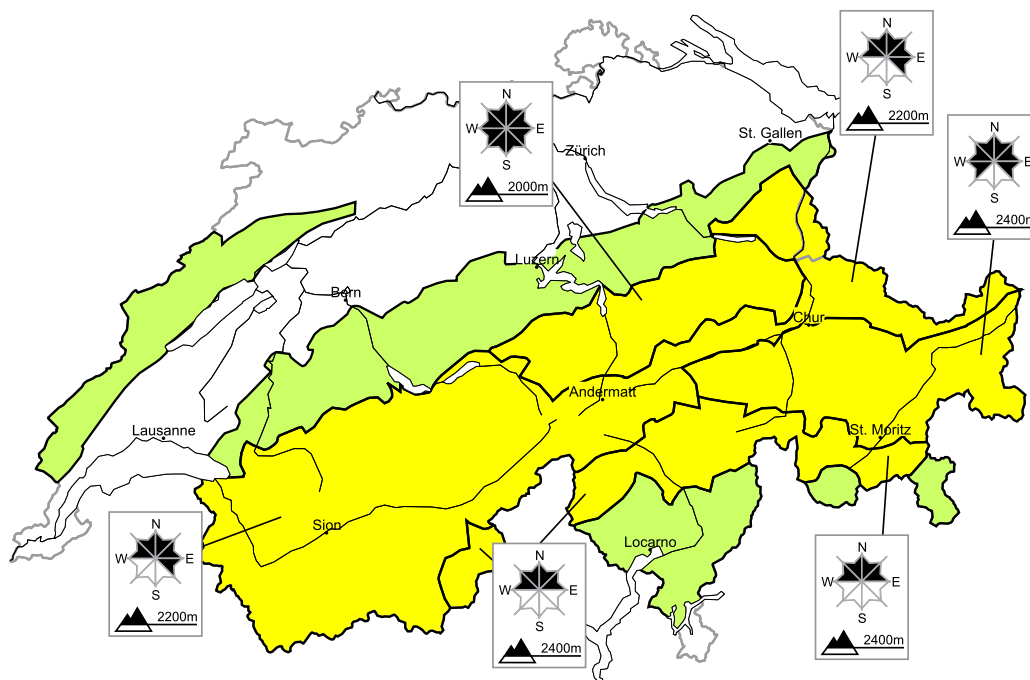 N
W E
S
2200m
N
W E
S
2000m
N
W E
S
2400m
St. Gallen
Zürich
Luzern
Bern
Chur
Andermatt
Lausanne
St. Moritz
Sion
Locarno
N
W E
S
2200m
N
W E
S
2400m
N
W E
S
2400m